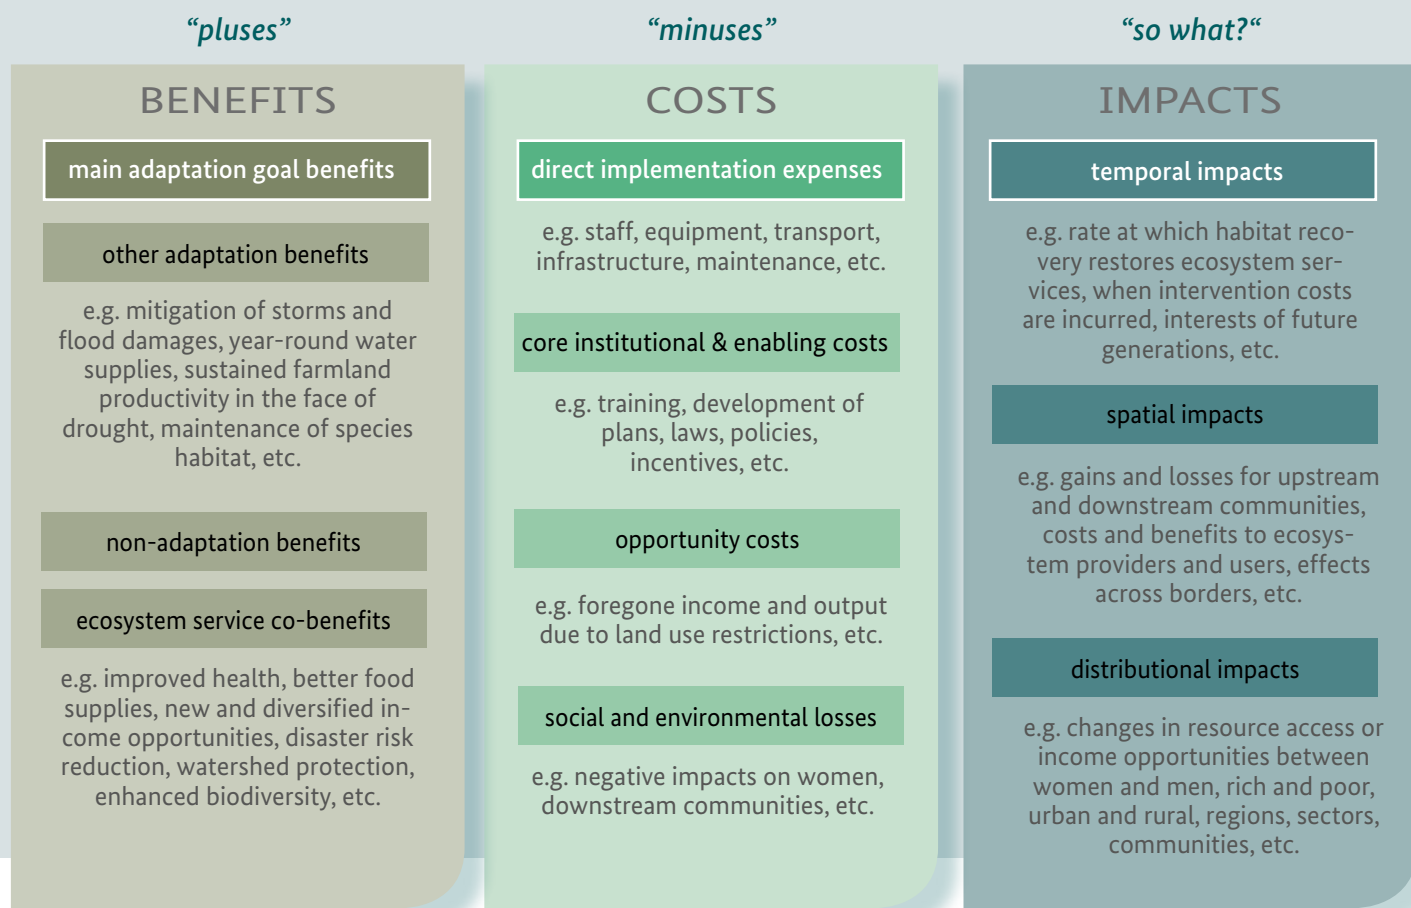 “pluses”
“minuses”
“so what?“
BENEFITS
main adaptation goal benefits
other adaptation benefits
e.g. mitigation of storms and
flood damages, year-round water
supplies, sustained farmland
productivity in the face of
drought, maintenance of species
habitat, etc.
non-adaptation benefits
ecosystem service co-benefits
e.g. improved health, better food
supplies, new and diversified in-
come opportunities, disaster risk
reduction, watershed protection,
enhanced biodiversity, etc.
COSTS
direct implementation expenses
e.g. staff, equipment, transport,
infrastructure, maintenance, etc.
core institutional & enabling costs
e.g. training, development of
plans, laws, policies,
incentives, etc.
opportunity costs
e.g. foregone income and output
due to land use restrictions, etc.
social and environmental losses
e.g. negative impacts on women,
downstream communities, etc.
IMPACTS
temporal impacts
e.g. rate at which habitat reco-
very restores ecosystem ser-
vices, when intervention costs
are incurred, interests of future
generations, etc.
spatial impacts
e.g. gains and losses for upstream
and downstream communities,
costs and benefits to ecosys-
tem providers and users, effects
across borders, etc.
distributional impacts
e.g. changes in resource access or
income opportunities between
women and men, rich and poor,
urban and rural, regions, sectors,
communities, etc.